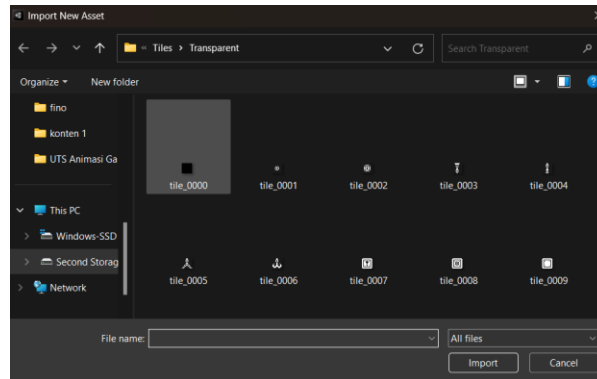 Import New Asset
« Tiles > Transparent
Search Transparent
Organize
New folder
fino
konten 1
UTS Animasi Ga
This PC
Windows-SSD
Second Storag
Network
tile_0000
tile_0001
tile_0002
tile_0003
tile_0004
tile_0005
tile_0006
tile_0007
tile_0008
tile_0009
File name:
All files
Import
Cancel